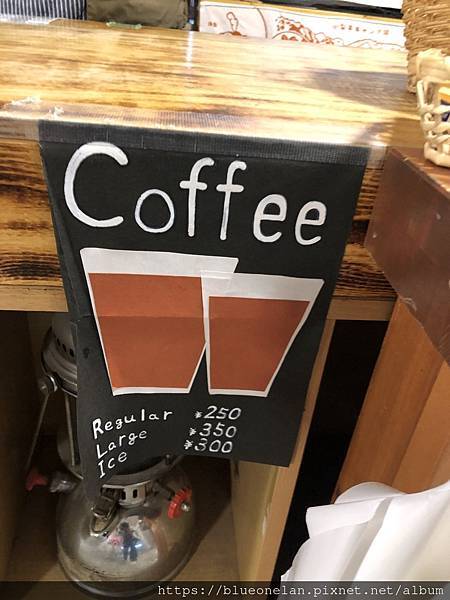 Coffee
Regular ¥250
Large ¥350
Ice ¥300
https://blueonelan.pixnet.net/album